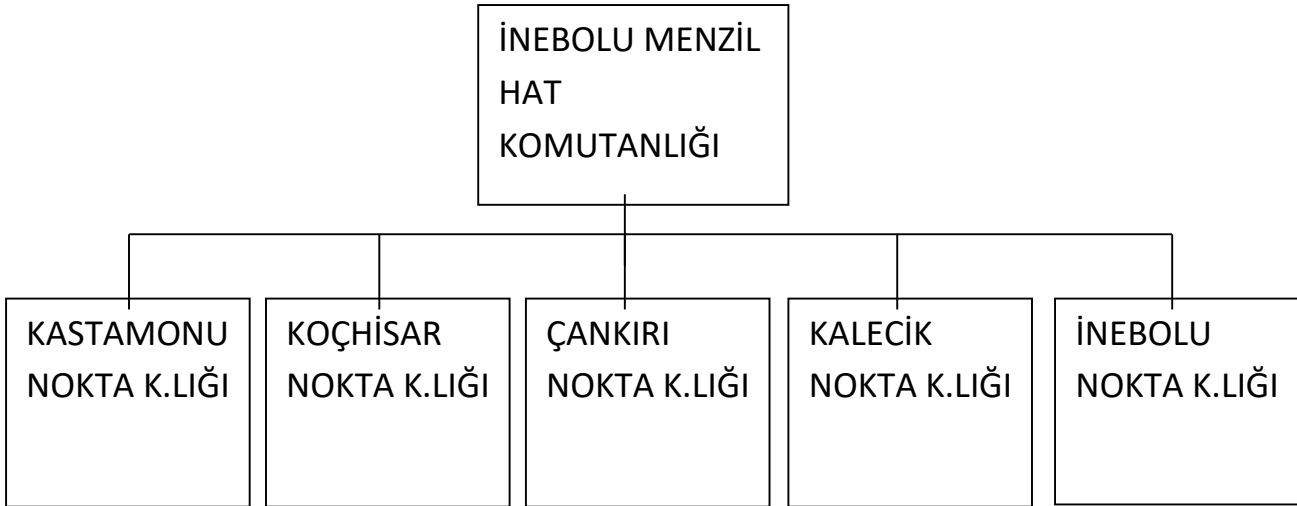 İNEBOLU MENZİL
HAT
KOMUTANLIĞI
KASTAMONU
NOKTA K.LIĞI
KOÇHİSAR
NOKTA K.LIĞI
ÇANKIRI
NOKTA K.LIĞI
KALECİK
NOKTA K.LIĞI
İNEBOLU
NOKTA K.LIĞI